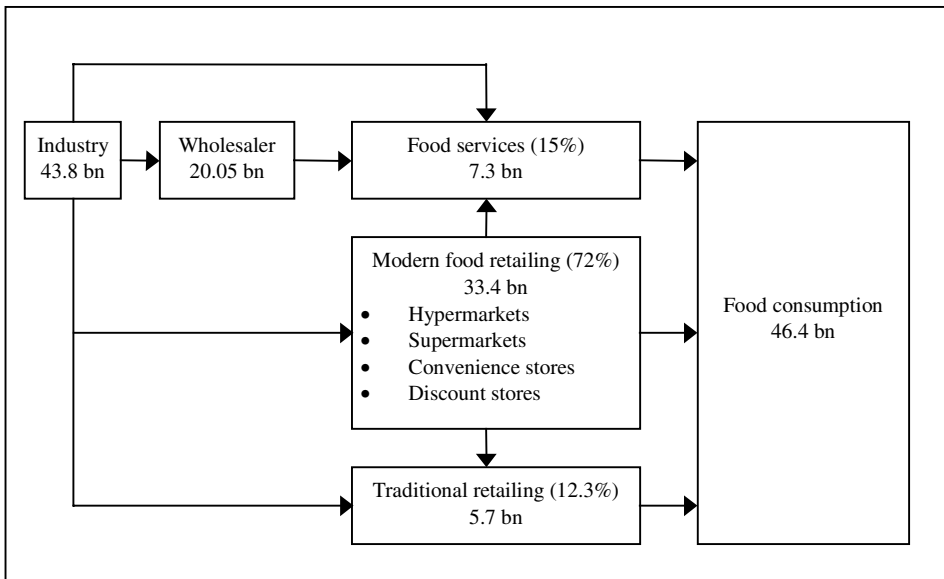 Industry
43.8 bn
Wholesaler
20.05 bn
Food services (15%)
7.3 bn
Modern food retailing (72%)
33.4 bn
• Hypermarkets
• Supermarkets
• Convenience stores
• Discount stores
Traditional retailing (12.3%)
5.7 bn
Food consumption
46.4 bn